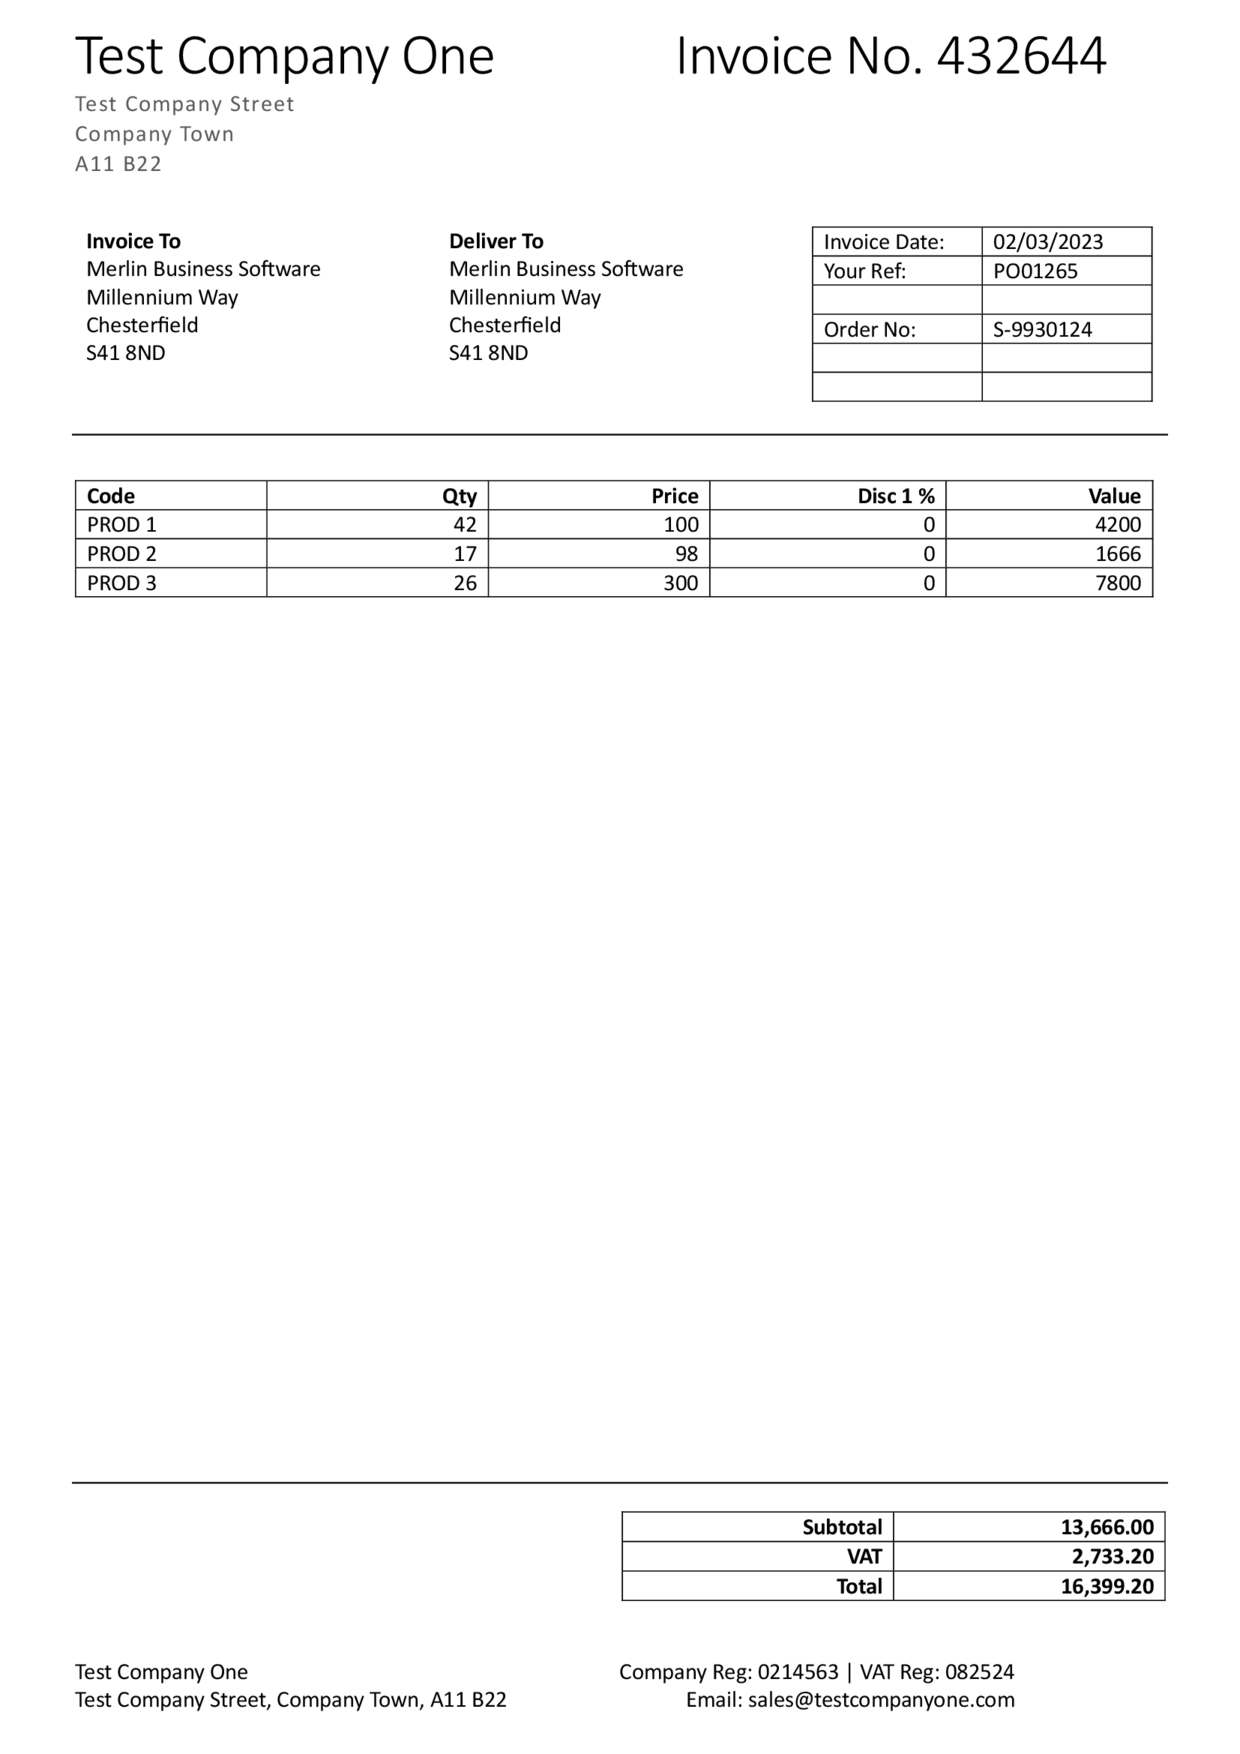 Test Company One Invoice No. 432644
Test Company Street
Company Town
A11 B22
Invoice To
Merlin Business Software
Millennium Way
Chesterfield
S41 8ND
Deliver To
Merlin Business Software
Millennium Way
Chesterfield
S41 8ND
Invoice Date: 02/03/2023
Your Ref: PO01265
Order No: S-9930124
Code Qty Price Disc 1 % Value
PROD 1 42 100 0 4200
PROD 2 17 98 0 1666
PROD 3 26 300 0 7800
Subtotal 13,666.00
VAT 2,733.20
Total 16,399.20
Test Company One
Test Company Street, Company Town, A11 B22
Company Reg: 0214563 | VAT Reg: 082524
Email: sales@testcompanyone.com